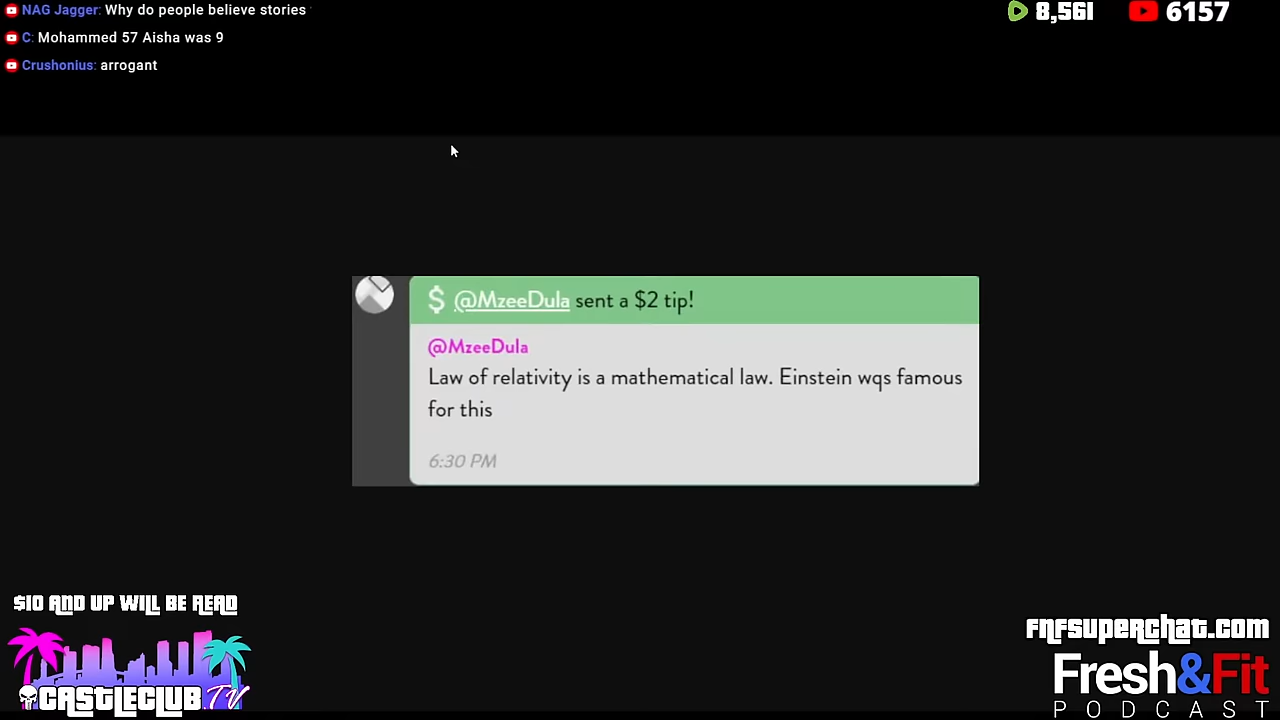 NAG Jagger: Why do people believe stories
8,561
6157
C: Mohammed 57 Aisha was 9
Crushonius: arrogant
$ @MzeeDula sent a $2 tip!
@MzeeDula
Law of relativity is a mathematical law. Einstein wqs famous
for this
6:30 PM
$10 AND UP WILL BE READ
CASTLECLUB.TV
fnfsuperchat.com
Fresh&Fit
PODCAST